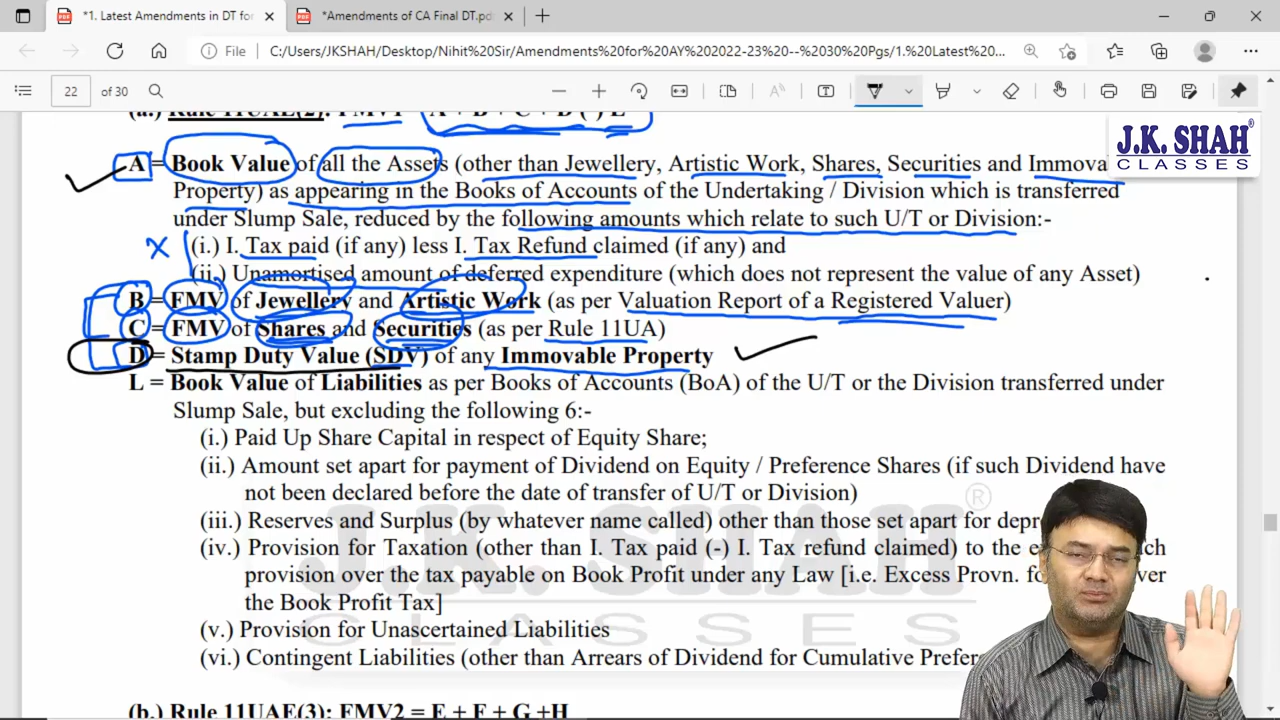 *1. Latest Amendments in DT for
*Amendments of CA Final DT.pd
File
C:/Users/JKSHAH/Desktop/Nihit%20Sir/Amendments%20for%20AY%202022-23%20--%2030%20Pgs/1.%20Latest%20...
22 of 30
(a.) Rule 11UAE(2): FMV1
A + B + C + D (-)
J.K. SHAH®
CLASSES
A = Book Value of all the Assets (other than Jewellery, Artistic Work, Shares, Securities and Immova
Property) as appearing in the Books of Accounts of the Undertaking / Division which is transferred
under Slump Sale, reduced by the following amounts which relate to such U/T or Division:-
(i.) I. Tax paid (if any) less I. Tax Refund claimed (if any) and
(ii.) Unamortised amount of deferred expenditure (which does not represent the value of any Asset)
B = FMV of Jewellery and Artistic Work (as per Valuation Report of a Registered Valuer)
C = FMV of Shares and Securities (as per Rule 11UA)
D = Stamp Duty Value (SDV) of any Immovable Property
L = Book Value of Liabilities as per Books of Accounts (BoA) of the U/T or the Division transferred under
Slump Sale, but excluding the following 6:-
(i.) Paid Up Share Capital in respect of Equity Share;
(ii.) Amount set apart for payment of Dividend on Equity / Preference Shares (if such Dividend have
not been declared before the date of transfer of U/T or Division)
(iii.) Reserves and Surplus (by whatever name called) other than those set apart for depre
(iv.) Provision for Taxation (other than I. Tax paid (-) I. Tax refund claimed) to the e ch
provision over the tax payable on Book Profit under any Law [i.e. Excess Provn. fo ver
the Book Profit Tax]
(v.) Provision for Unascertained Liabilities
(vi.) Contingent Liabilities (other than Arrears of Dividend for Cumulative Prefer
J.K. SHAH®
CLASSES
(b.) Rule 11UAE(3): FMV2 = E + F + G +H